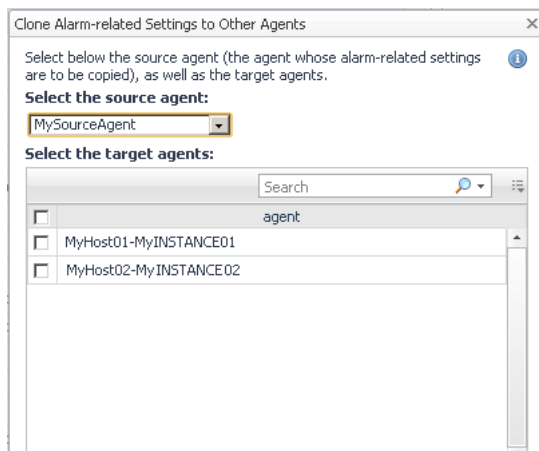 Clone Alarm-related Settings to Other Agents
Select below the source agent (the agent whose alarm-related settings
are to be copied), as well as the target agents.
Select the source agent:
MySourceAgent
Select the target agents:
Search
agent
MyHost01-MyINSTANCE01
MyHost02-MyINSTANCE02